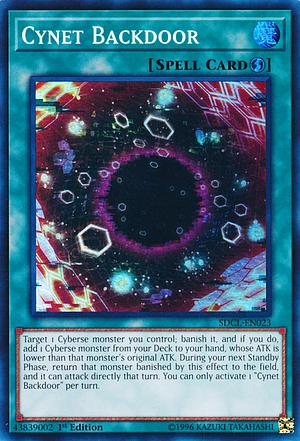 Cynet Backdoor
[Spell Card]
SDCL-EN023
Target 1 Cyberse monster you control; banish it, and if you do,
add 1 Cyberse monster from your Deck to your hand, whose ATK is
lower than that monster's original ATK. During your next Standby
Phase, return that monster banished by this effect to the field,
and it can attack directly that turn. You can only activate 1 "Cynet
Backdoor" per turn.
43839002 1st Edition ©1996 KAZUKI TAKAHASHI